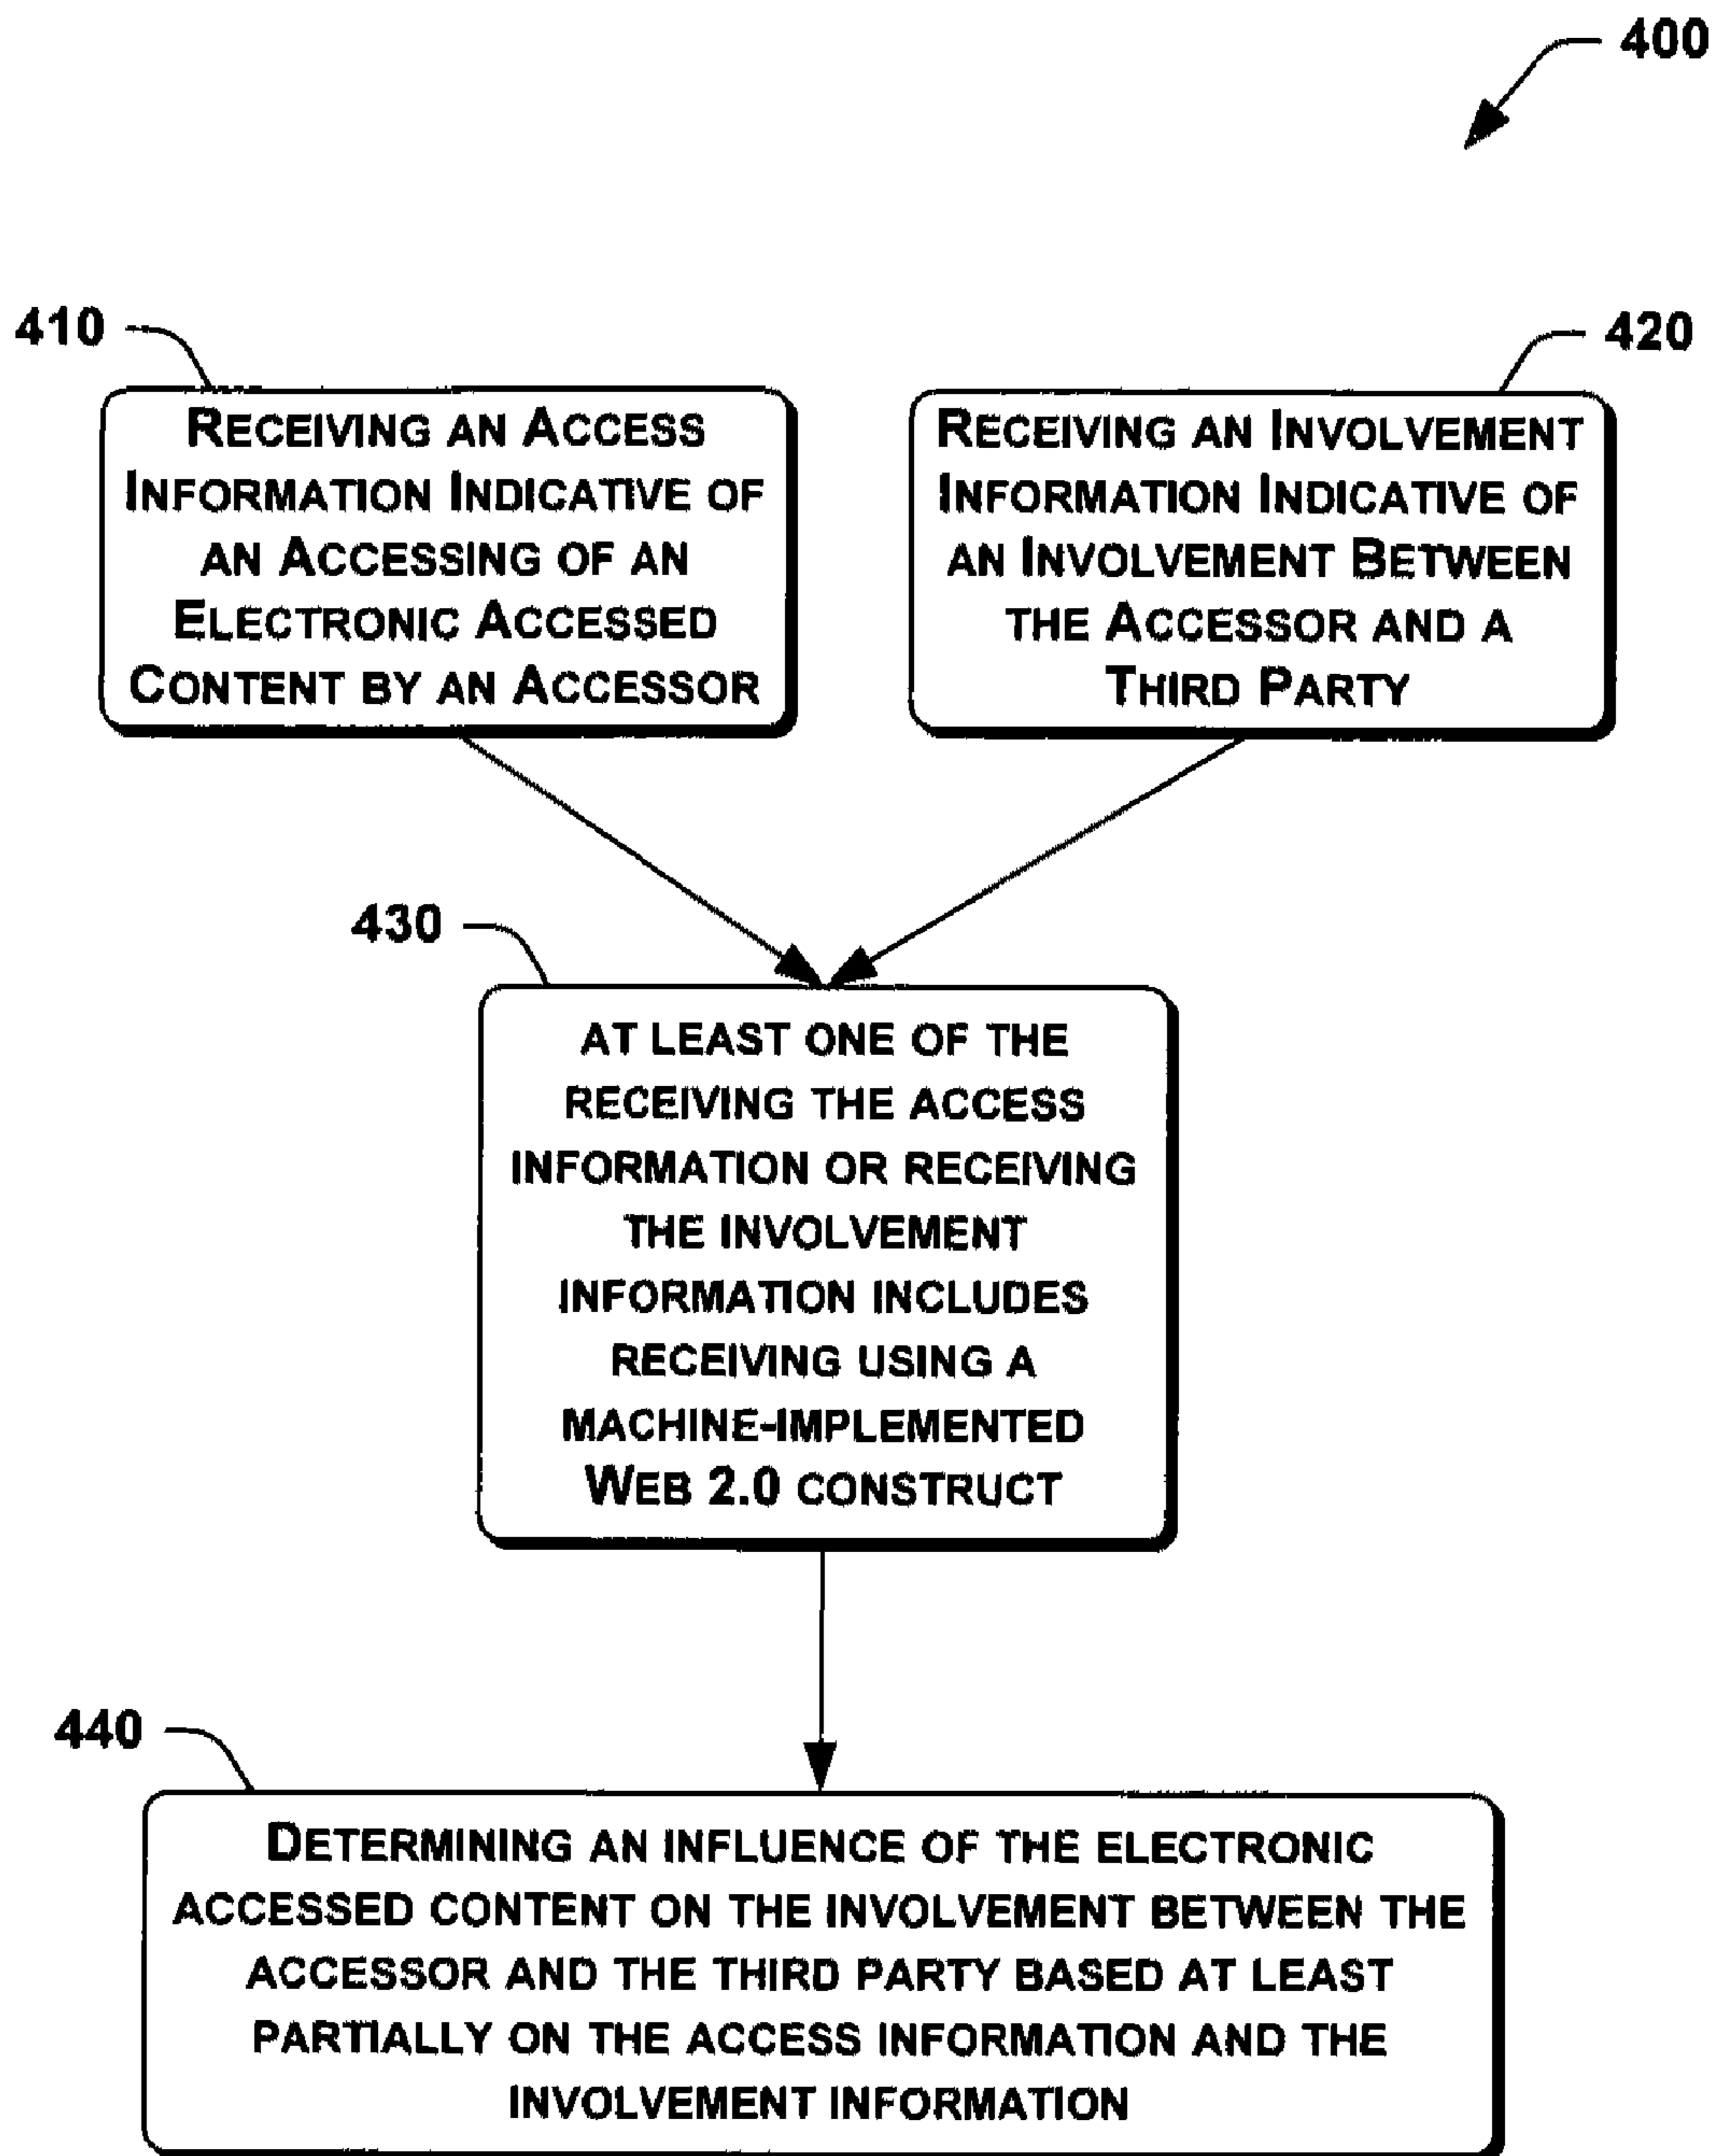 400
410
420
RECEIVING AN ACCESS
INFORMATION INDICATIVE OF
AN ACCESSING OF AN
ELECTRONIC ACCESSED
CONTENT BY AN ACCESSOR
RECEIVING AN INVOLVEMENT
INFORMATION INDICATIVE OF
AN INVOLVEMENT BETWEEN
THE ACCESSOR AND A
THIRD PARTY
430
AT LEAST ONE OF THE
RECEIVING THE ACCESS
INFORMATION OR RECEIVING
THE INVOLVEMENT
INFORMATION INCLUDES
RECEIVING USING A
MACHINE-IMPLEMENTED
WEB 2.0 CONSTRUCT
440
DETERMINING AN INFLUENCE OF THE ELECTRONIC
ACCESSED CONTENT ON THE INVOLVEMENT BETWEEN THE
ACCESSOR AND THE THIRD PARTY BASED AT LEAST
PARTIALLY ON THE ACCESS INFORMATION AND THE
INVOLVEMENT INFORMATION